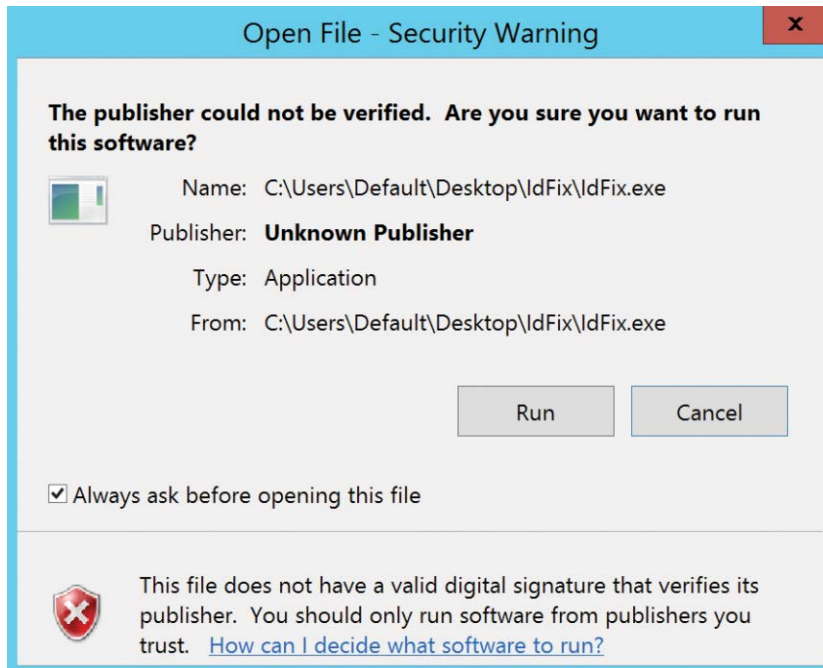 Open File - Security Warning
x
The publisher could not be verified. Are you sure you want to run
this software?
Name: C:\Users\Default\Desktop\IdFix\IdFix.exe
Publisher: Unknown Publisher
Type: Application
From: C:\Users\Default\Desktop\IdFix\IdFix.exe
Run Cancel
Always ask before opening this file
This file does not have a valid digital signature that verifies its
publisher. You should only run software from publishers you
trust. How can I decide what software to run?